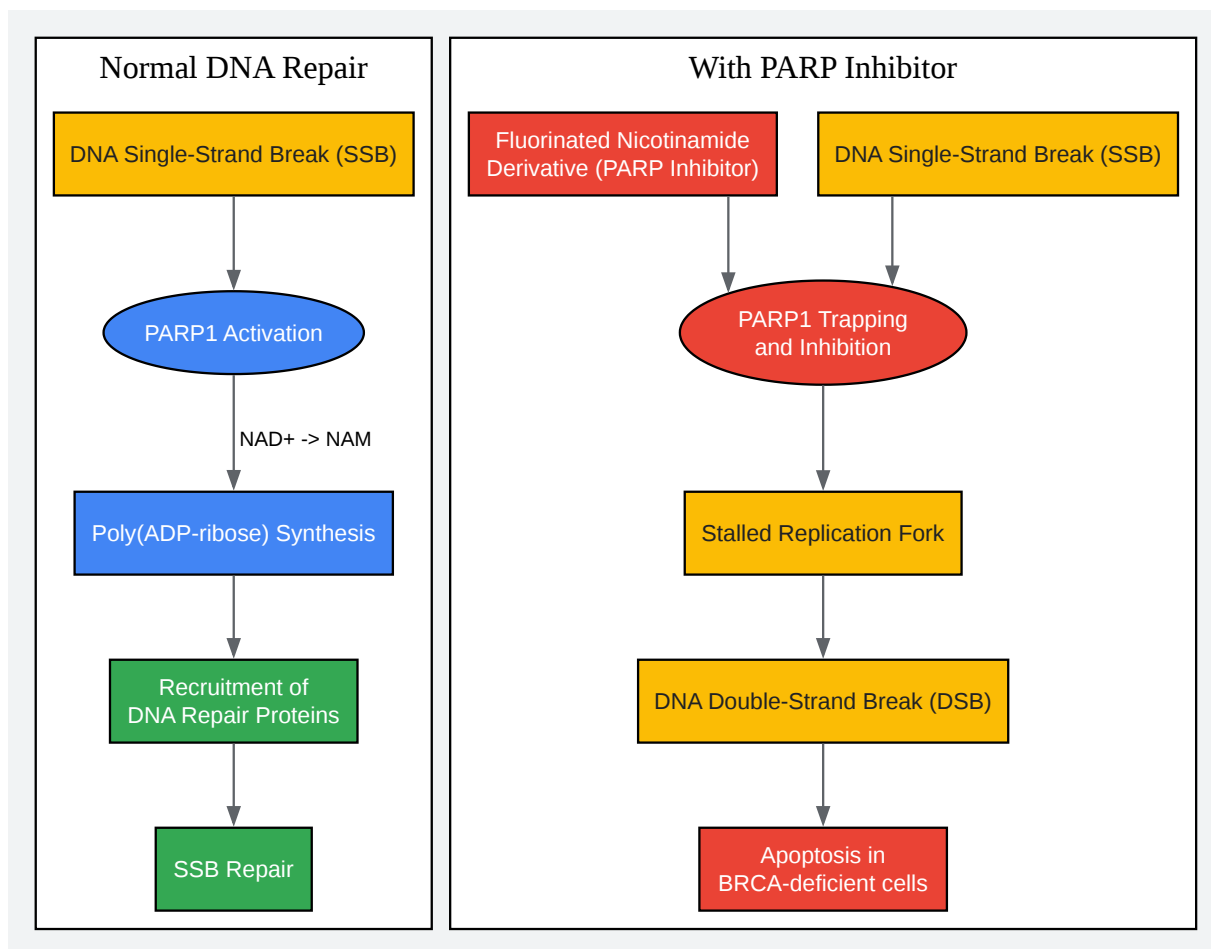 Normal DNA Repair
DNA Single-Strand Break (SSB)
PARP1 Activation
NAD+ -> NAM
Poly(ADP-ribose) Synthesis
Recruitment of
DNA Repair Proteins
SSB Repair
With PARP Inhibitor
Fluorinated Nicotinamide
Derivative (PARP Inhibitor)
DNA Single-Strand Break (SSB)
PARP1 Trapping
and Inhibition
Stalled Replication Fork
DNA Double-Strand Break (DSB)
Apoptosis in
BRCA-deficient cells